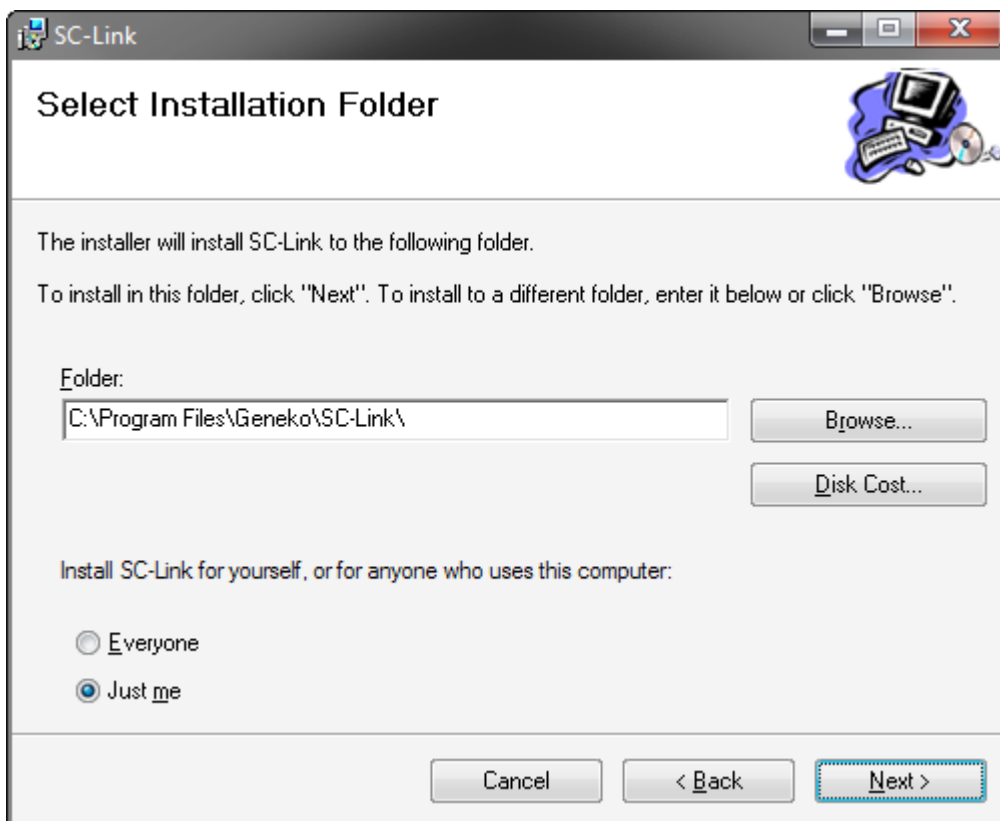 SC-Link
Select Installation Folder
The installer will install SC-Link to the following folder.
To install in this folder, click "Next". To install to a different folder, enter it below or click "Browse".
Folder:
C:\Program Files\Geneko\SC-Link\
Browse...
Disk Cost...
Install SC-Link for yourself, or for anyone who uses this computer:
Everyone
Just me
Cancel
< Back
Next >